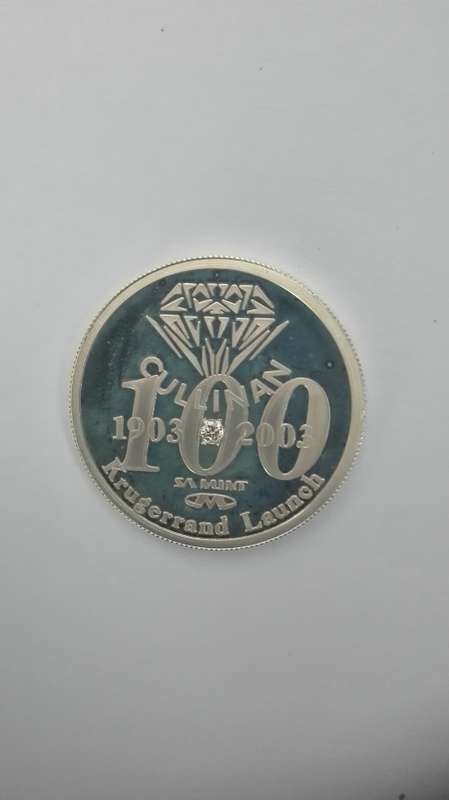 CULLINAN
100
1903 2003
SA MINT
Krugerrand Launch